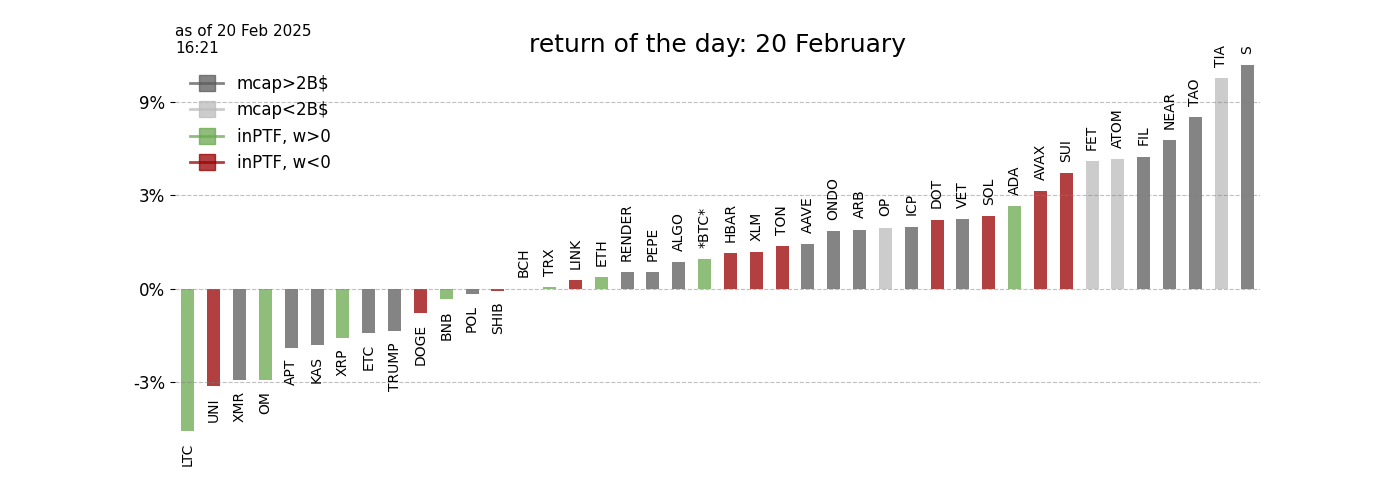 as of 20 Feb 2025
16:21
return of the day: 20 February
mcap>2B$
mcap<2B$
inPTF, w>0
inPTF, w<0
9%
3%
0%
-3%
LTC
UNI
XMR
OM
APT
KAS
XRP
ETC
TRUMP
DOGE
BNB
POL
SHIB
BCH
TRX
LINK
ETH
RENDER
PEPE
ALGO
*BTC*
HBAR
XLM
TON
AAVE
ONDO
ARB
OP
ICP
DOT
VET
SOL
ADA
AVAX
SUI
FET
ATOM
FIL
NEAR
TAO
TIA
S